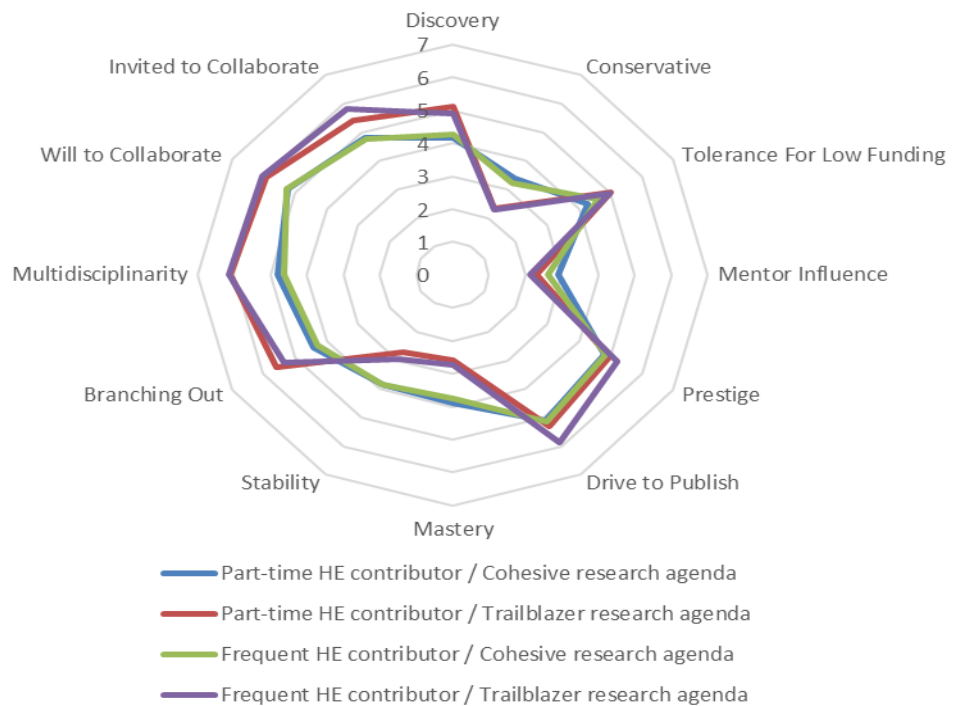 Discovery
7
Invited to Collaborate
6
Conservative
5
Will to Collaborate
4
Tolerance For Low Funding
3
2
1
Multidisciplinarity
0
Mentor Influence
Branching Out
Prestige
Stability
Drive to Publish
Mastery
Part-time HE contributor / Cohesive research agenda
Part-time HE contributor / Trailblazer research agenda
Frequent HE contributor / Cohesive research agenda
Frequent HE contributor / Trailblazer research agenda